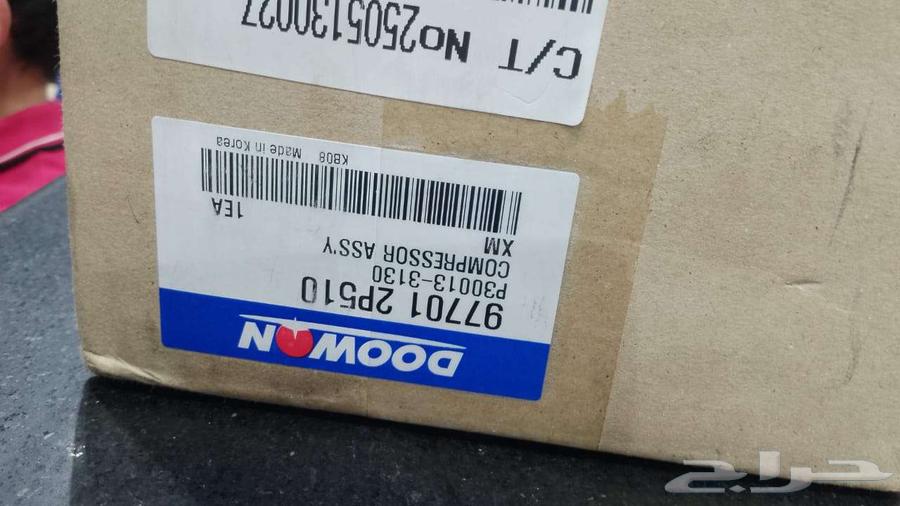 C/T No2505130027
DOOWON
97701 2P510
P30013-3130
COMPRESSOR ASS'Y
XM
1EA
KB08 Made in Korea
حراج